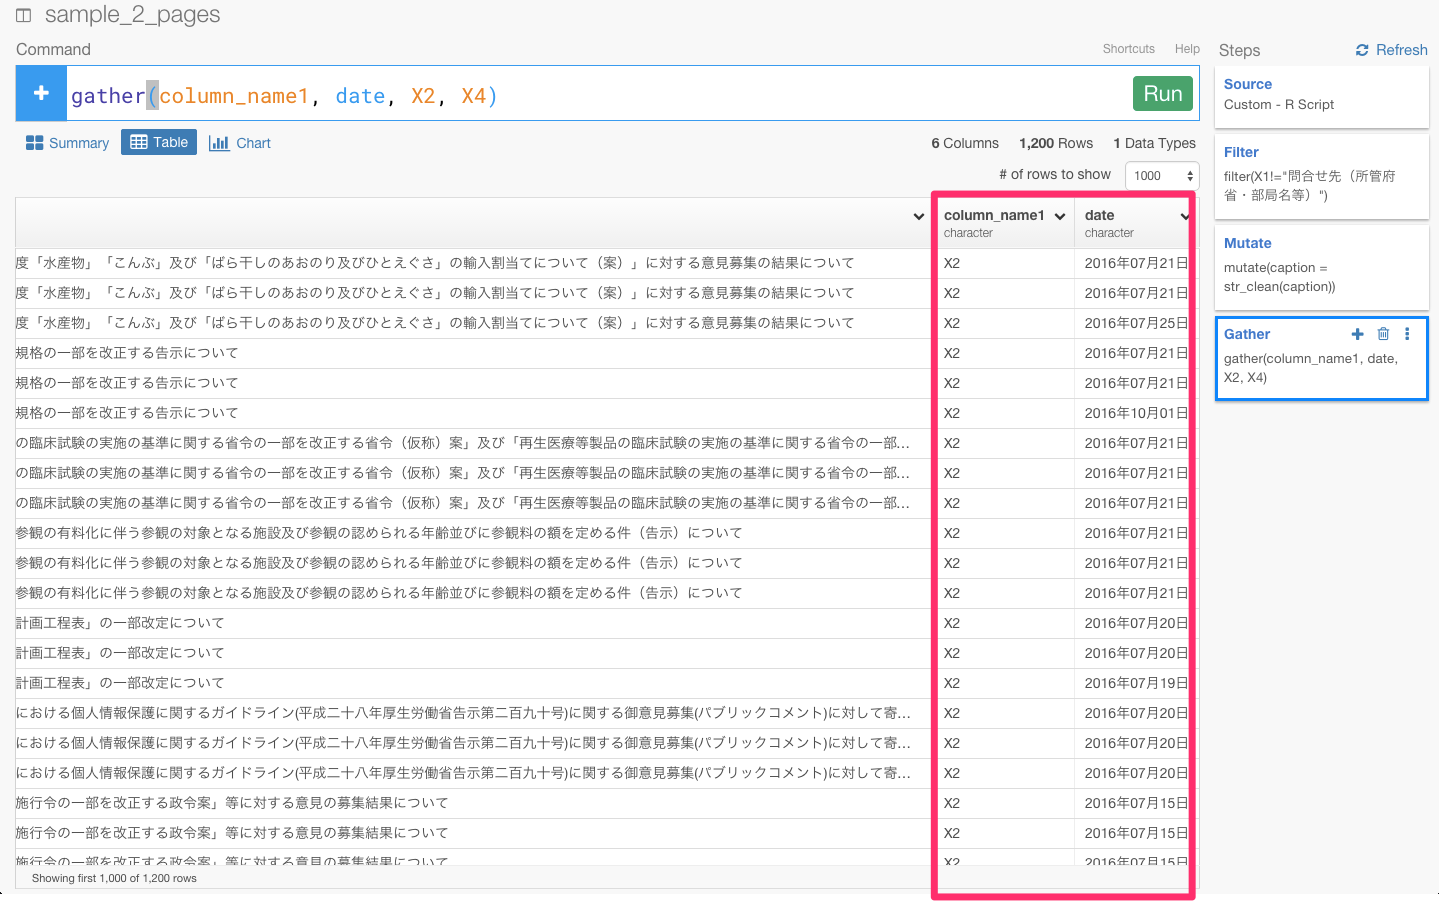 sample_2_pages
Command
Shortcuts Help
gather(column_name1, date, X2, X4)
Run
Summary Table Chart
6 Columns 1,200 Rows 1 Data Types
# of rows to show 1000
column_name1 date
character character
度「水産物」「こんぶ」及び「ばら干しのあおのり及びひとえぐさ」の輸入割当てについて（案）」に対する意見募集の結果について X2 2016年07月21日
度「水産物」「こんぶ」及び「ばら干しのあおのり及びひとえぐさ」の輸入割当てについて（案）」に対する意見募集の結果について X2 2016年07月21日
度「水産物」「こんぶ」及び「ばら干しのあおのり及びひとえぐさ」の輸入割当てについて（案）」に対する意見募集の結果について X2 2016年07月25日
規格の一部を改正する告示について X2 2016年07月21日
規格の一部を改正する告示について X2 2016年07月21日
規格の一部を改正する告示について X2 2016年10月01日
の臨床試験の実施の基準に関する省令の一部を改正する省令（仮称）案」及び「再生医療等製品の臨床試験の実施の基準に関する省令の一部... X2 2016年07月21日
の臨床試験の実施の基準に関する省令の一部を改正する省令（仮称）案」及び「再生医療等製品の臨床試験の実施の基準に関する省令の一部... X2 2016年07月21日
の臨床試験の実施の基準に関する省令の一部を改正する省令（仮称）案」及び「再生医療等製品の臨床試験の実施の基準に関する省令の一部... X2 2016年07月21日
参観の有料化に伴う参観の対象となる施設及び参観の認められる年齢並びに参観料の額を定める件（告示）について X2 2016年07月21日
参観の有料化に伴う参観の対象となる施設及び参観の認められる年齢並びに参観料の額を定める件（告示）について X2 2016年07月21日
参観の有料化に伴う参観の対象となる施設及び参観の認められる年齢並びに参観料の額を定める件（告示）について X2 2016年07月21日
計画工程表」の一部改定について X2 2016年07月20日
計画工程表」の一部改定について X2 2016年07月20日
計画工程表」の一部改定について X2 2016年07月19日
における個人情報保護に関するガイドライン(平成二十八年厚生労働省告示第二百九十号)に関する御意見募集(パブリックコメント)に対して寄... X2 2016年07月20日
における個人情報保護に関するガイドライン(平成二十八年厚生労働省告示第二百九十号)に関する御意見募集(パブリックコメント)に対して寄... X2 2016年07月20日
における個人情報保護に関するガイドライン(平成二十八年厚生労働省告示第二百九十号)に関する御意見募集(パブリックコメント)に対して寄... X2 2016年07月20日
施行令の一部を改正する政令案」等に対する意見の募集結果について X2 2016年07月15日
施行令の一部を改正する政令案」等に対する意見の募集結果について X2 2016年07月15日
施行令の一部を改正する政令案」等に対する意見の募集結果について X2 2016年07月15日
Showing first 1,000 of 1,200 rows
Steps Refresh
Source
Custom - R Script
Filter
filter(X1!="問合せ先（所管府
省・部局名等）")
Mutate
mutate(caption =
str_clean(caption))
Gather
gather(column_name1, date,
X2, X4)